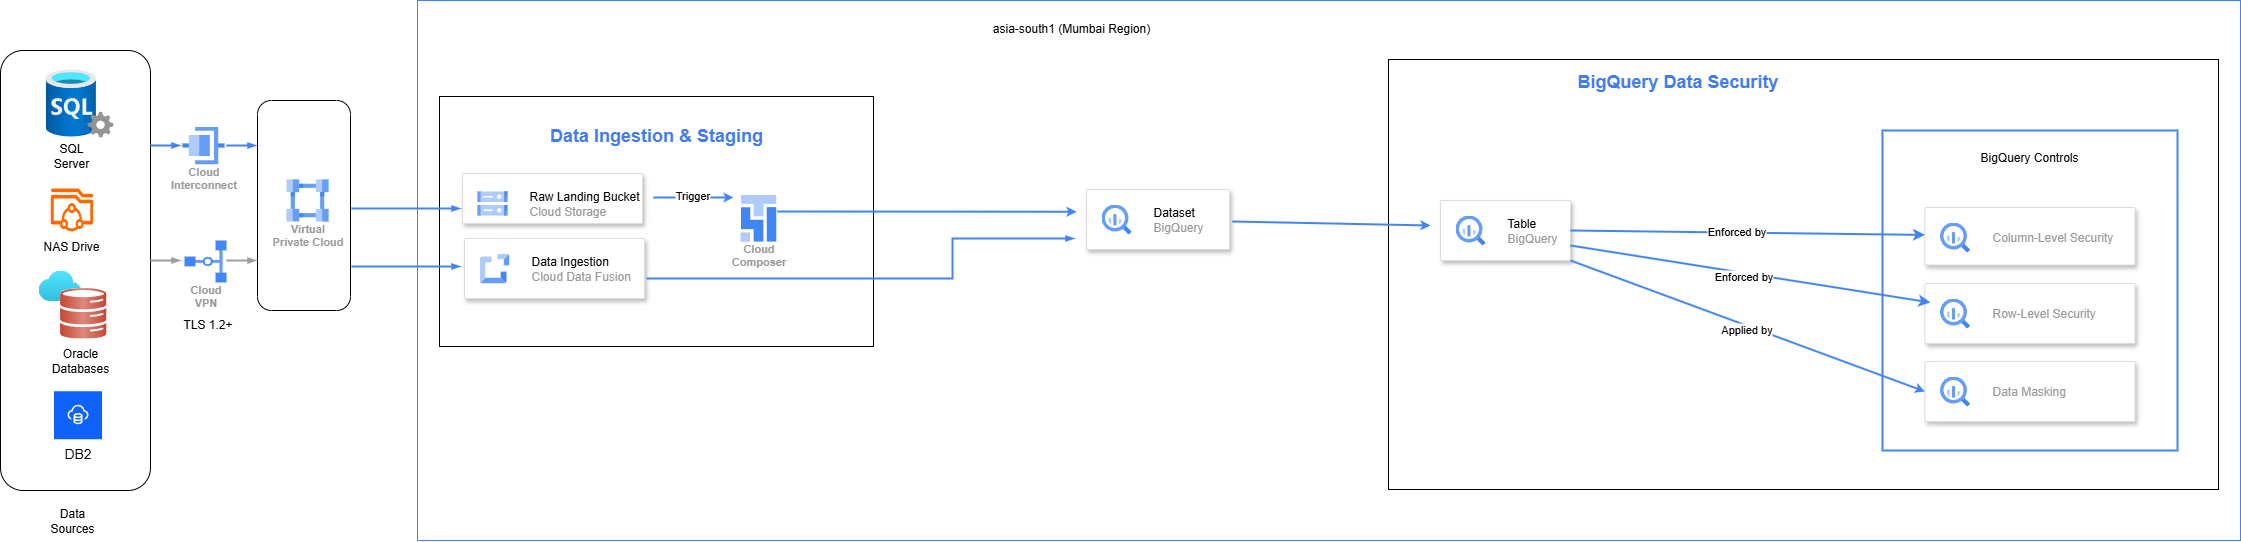 asia-south1 (Mumbai Region)
SQL
SQL
Server
NAS Drive
Oracle
Databases
DB2
Data
Sources
Cloud
Interconnect
Cloud
VPN
TLS 1.2+
Virtual
Private Cloud
Data Ingestion & Staging
Raw Landing Bucket
Cloud Storage
Trigger
Cloud
Composer
Data Ingestion
Cloud Data Fusion
Dataset
BigQuery
BigQuery Data Security
Table
BigQuery
Enforced by
Enforced by
Applied by
BigQuery Controls
Column-Level Security
Row-Level Security
Data Masking